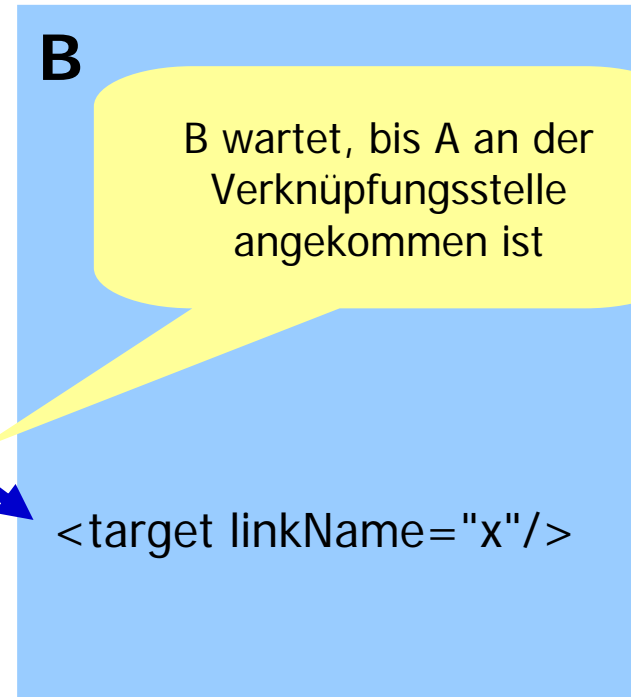 B
B wartet, bis A an der
Verknüpfungsstelle
angekommen ist
<target linkName="x"/>